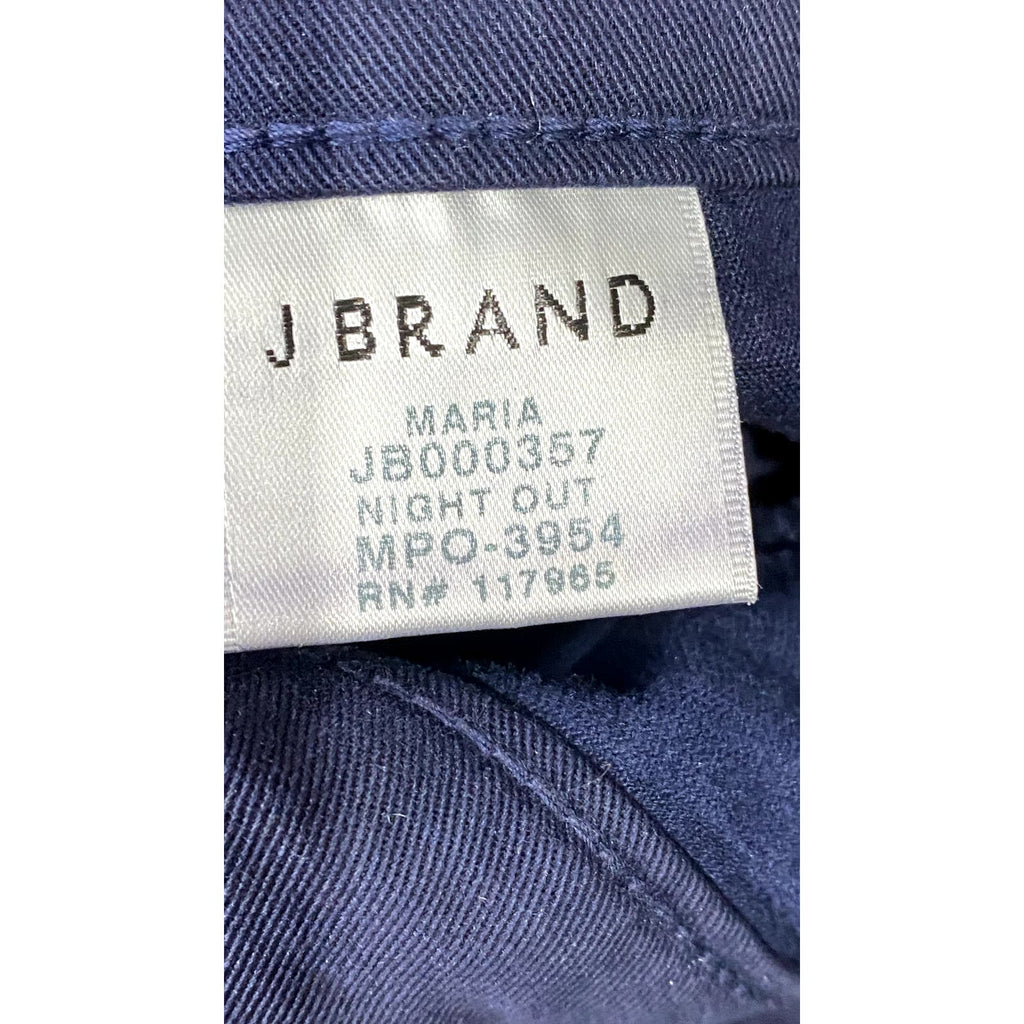 J BRAND
MARIA
JB000357
NIGHT OUT
MPO-3954
RN# 117965